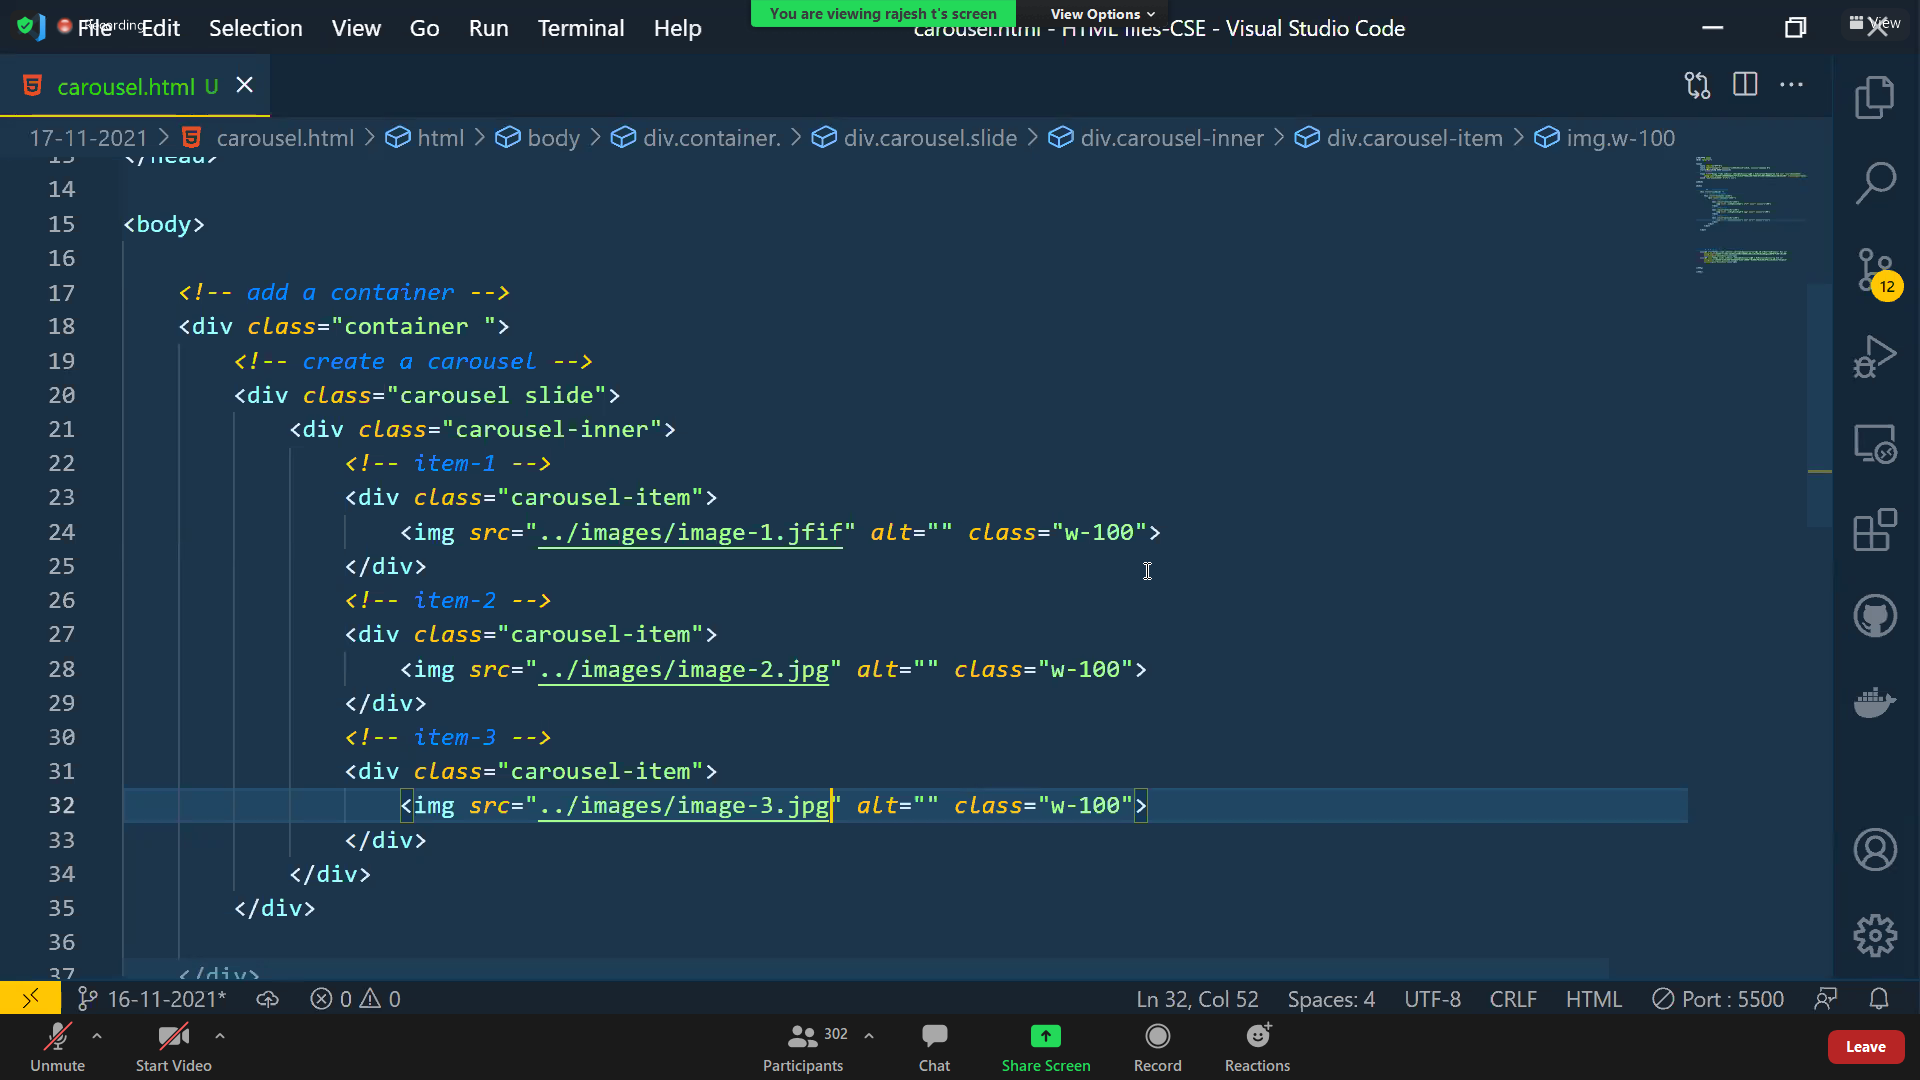 You are viewing rajesh t's screen View Options
Recording
File Edit Selection View Go Run Terminal Help carousel.html - HTML files-CSE - Visual Studio Code View
carousel.html U
17-11-2021 > carousel.html > html > body > div.container. > div.carousel.slide > div.carousel-inner > div.carousel-item > img.w-100
13 </head>
14
15 <body>
16
17 <!-- add a container -->
18 <div class="container ">
19 <!-- create a carousel -->
20 <div class="carousel slide">
21 <div class="carousel-inner">
22 <!-- item-1 -->
23 <div class="carousel-item">
24 <img src="../images/image-1.jfif" alt="" class="w-100">
25 </div>
26 <!-- item-2 -->
27 <div class="carousel-item">
28 <img src="../images/image-2.jpg" alt="" class="w-100">
29 </div>
30 <!-- item-3 -->
31 <div class="carousel-item">
32 <img src="../images/image-3.jpg" alt="" class="w-100">
33 </div>
34 </div>
35 </div>
36
37 </div>
12
16-11-2021* 0 0 Ln 32, Col 52 Spaces: 4 UTF-8 CRLF HTML Port : 5500
302
Unmute Start Video Participants Chat Share Screen Record Reactions Leave